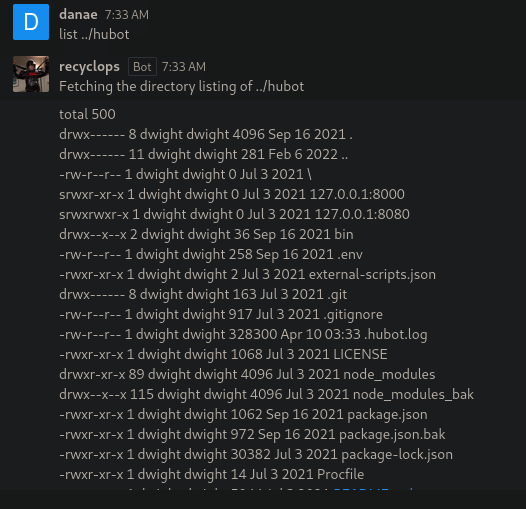 D
danae 7:33 AM
list ../hubot
recyclops Bot 7:33 AM
Fetching the directory listing of ../hubot
total 500
drwx------ 8 dwight dwight 4096 Sep 16 2021 .
drwx------ 11 dwight dwight 281 Feb 6 2022 ..
-rw-r--r-- 1 dwight dwight 0 Jul 3 2021 \
srwxr-xr-x 1 dwight dwight 0 Jul 3 2021 127.0.0.1:8000
srwxrwxr-x 1 dwight dwight 0 Jul 3 2021 127.0.0.1:8080
drwx--x--x 2 dwight dwight 36 Sep 16 2021 bin
-rw-r--r-- 1 dwight dwight 258 Sep 16 2021 .env
-rwxr-xr-x 1 dwight dwight 2 Jul 3 2021 external-scripts.json
drwx------ 8 dwight dwight 163 Jul 3 2021 .git
-rw-r--r-- 1 dwight dwight 917 Jul 3 2021 .gitignore
-rw-r--r-- 1 dwight dwight 328300 Apr 10 03:33 .hubot.log
-rwxr-xr-x 1 dwight dwight 1068 Jul 3 2021 LICENSE
drwxr-xr-x 89 dwight dwight 4096 Jul 3 2021 node_modules
drwx--x--x 115 dwight dwight 4096 Jul 3 2021 node_modules_bak
-rwxr-xr-x 1 dwight dwight 1062 Sep 16 2021 package.json
-rwxr-xr-x 1 dwight dwight 972 Sep 16 2021 package.json.bak
-rwxr-xr-x 1 dwight dwight 30382 Jul 3 2021 package-lock.json
-rwxr-xr-x 1 dwight dwight 14 Jul 3 2021 Procfile